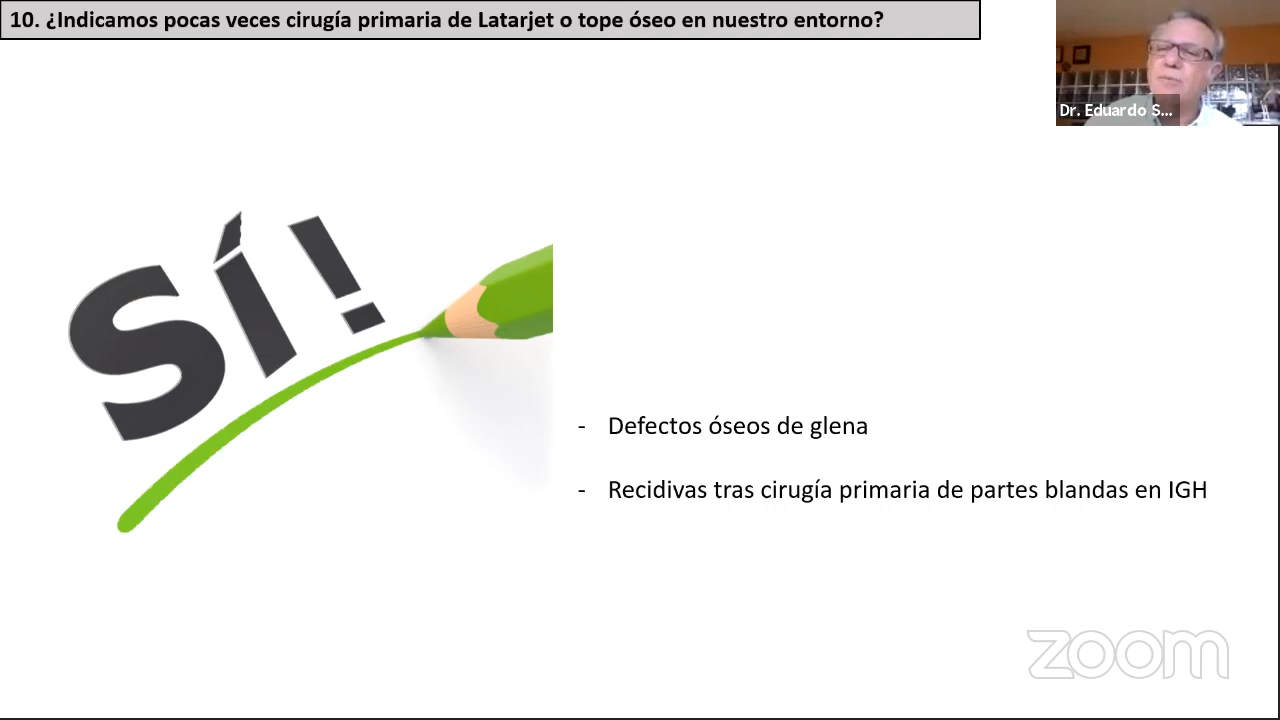 10. ¿Indicamos pocas veces cirugía primaria de Latarjet o tope óseo en nuestro entorno?
Dr. Eduardo S...
SÍ!
- Defectos óseos de glena
- Recidivas tras cirugía primaria de partes blandas en IGH
zoom